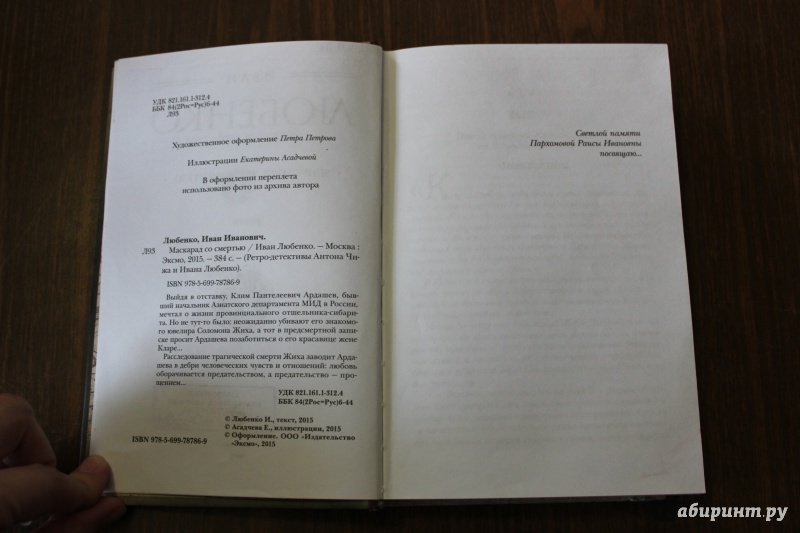 УДК 821.161.1-312.4
ББК 84(2Рос=Рус)6-44
Л93
Художественное оформление Петра Петрова
Иллюстрации Екатерины Асадчевой
В оформлении переплета
использовано фото из архива автора
Любенко, Иван Иванович.
Л93 Маскарад со смертью / Иван Любенко. — Москва :
Эксмо, 2015. — 384 с. — (Ретро-детективы Антона Чи-
жа и Ивана Любенко).
ISBN 978-5-699-78786-9
Выйдя в отставку, Клим Пантелеевич Ардашев, быв-
ший начальник Азиатского департамента МИД в России,
мечтал о жизни провинциального отшельника-сибари-
та. Но не тут-то было: неожиданно убивают его знакомо-
го ювелира Соломона Жиха, а тот в предсмертной запи-
ске просит Ардашева позаботиться о его красавице жене
Кларе...
Расследование трагической смерти Жиха заводит Арда-
шева в дебри человеческих чувств и отношений: любовь
оборачивается предательством, а предательство — про-
щением...
УДК 821.161.1-312.4
ББК 84(2Рос=Рус)6-44
© Любенко И., текст, 2015
© Асадчева Е., иллюстрации, 2015
© Оформление. ООО «Издательство
«Эксмо», 2015
ISBN 978-5-699-78786-9
Светлой памяти
Пархомовой Раисы Ивановны
посвящаю...
абиринт.ру